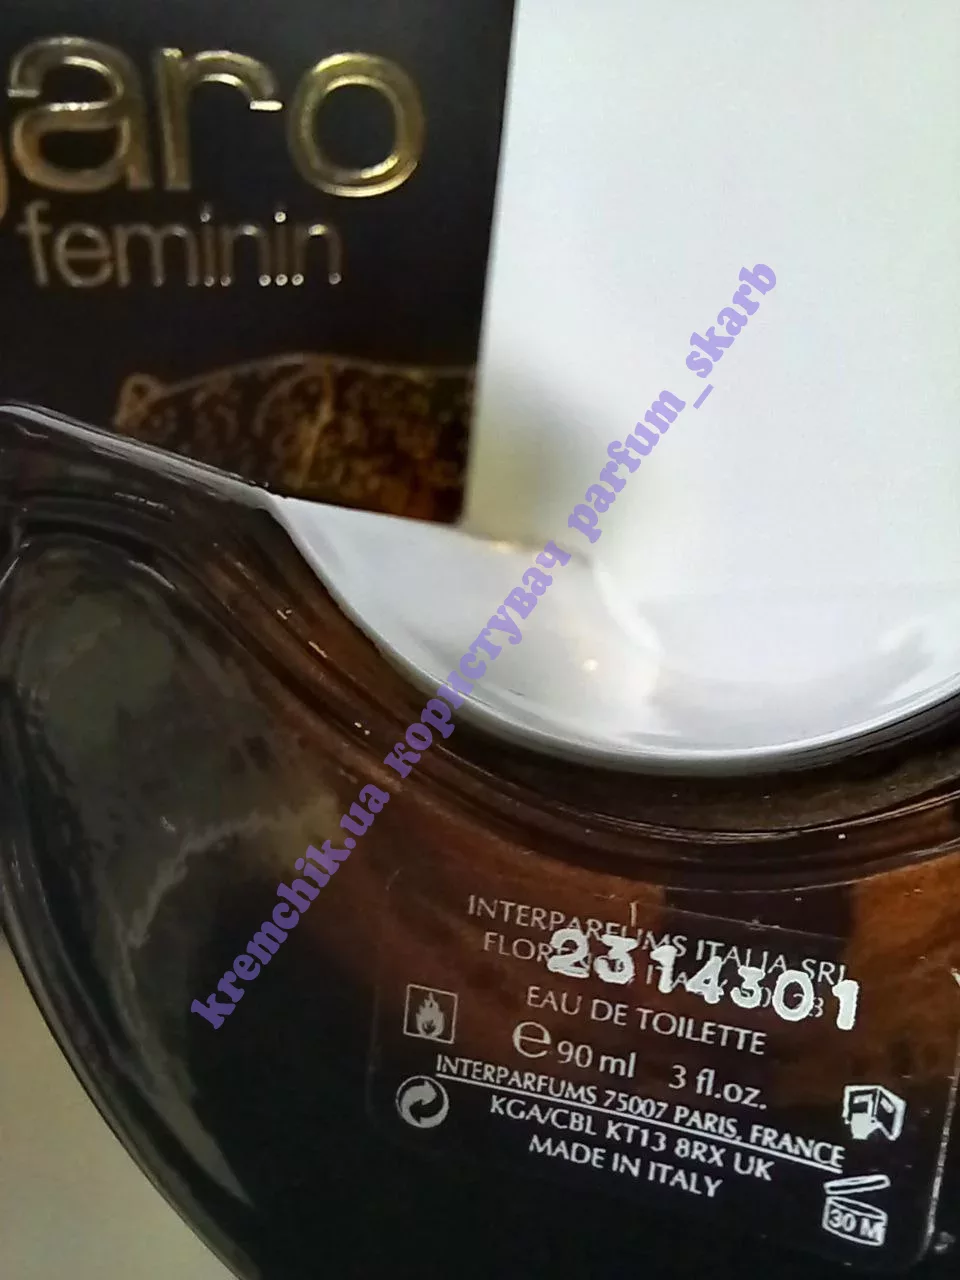 garo
feminin
kremchik.ua користувач parfum_skarb
INTERPARFUMS ITALIA SRL
2314301
EAU DE TOILETTE
e 90 ml 3 fl.oz.
INTERPARFUMS 75007 PARIS, FRANCE
KGA/CBL KT13 8RX UK
MADE IN ITALY
30 M